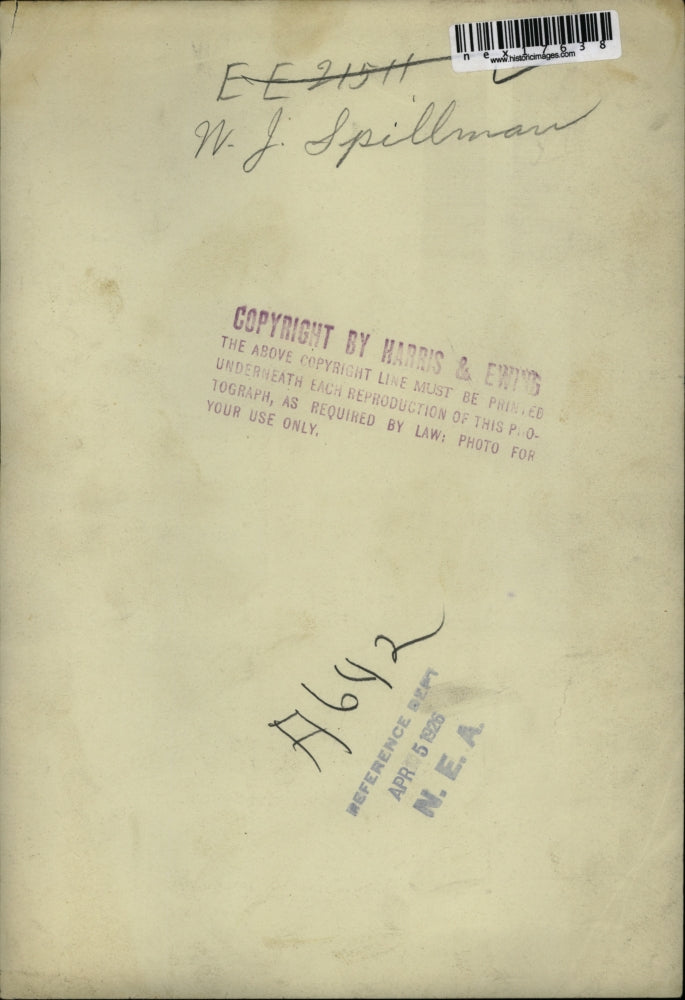 nex17638
www.historicimages.com
E E 21511
W. J. Spillman
COPYRIGHT BY HARRIS & EWING
THE ABOVE COPYRIGHT LINE MUST BE PRINTED
UNDERNEATH EACH REPRODUCTION OF THIS PHO-
TOGRAPH, AS REQUIRED BY LAW: PHOTO FOR
YOUR USE ONLY.
A642
REFERENCE DEPT
APR 5 1926
N. E. A.